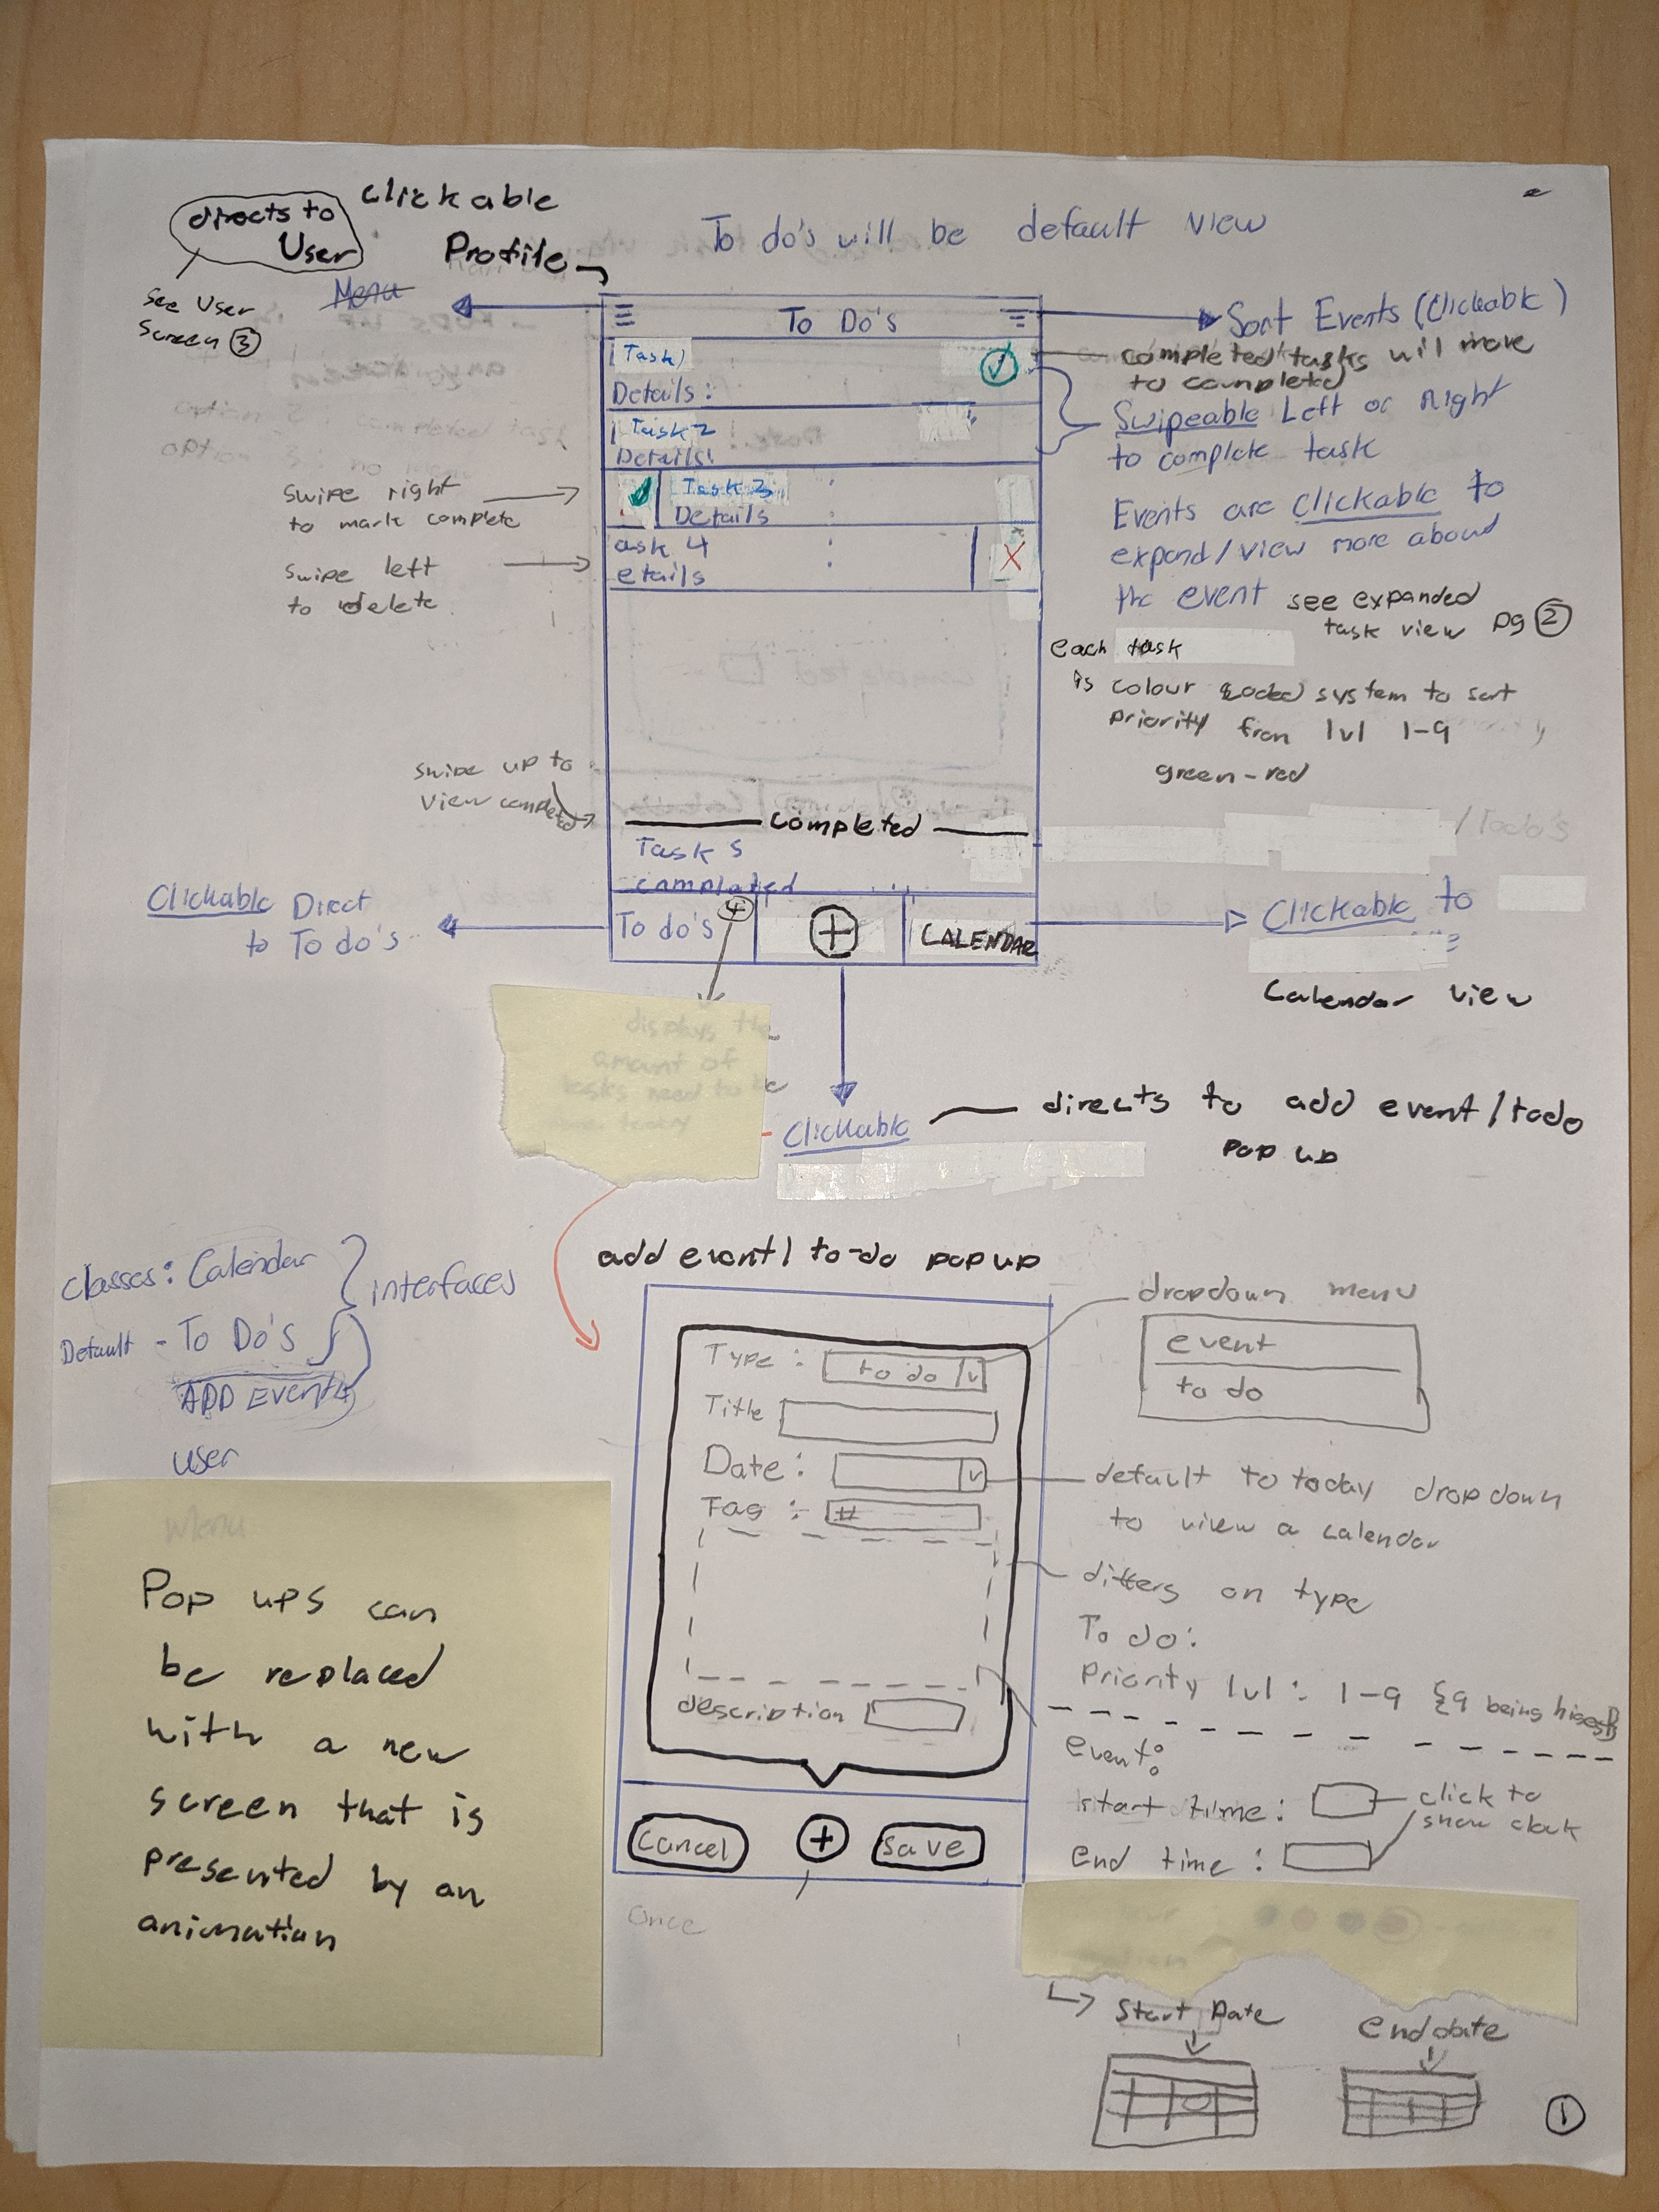 directs to
User
Clickable
Profile
To do's will be default view
see User
Screen ③
Menu
Sort Events (Clickable)
To Do's
Task 1
Details :
completed tasks will move
to completed
Task 2
Details:
Swipeable Left or Right
to complete task
Swipe right
to mark complete
Task 3
Details
Events are Clickable to
expand/view more about
the event see expanded
task view pg ②
Swipe left
to delete
ask 4
etails
X
each task
is colour coded system to sort
priority from lvl 1-9
green-red
Swipe up to
view completed
Completed
Task 5
completed
/Todo's
Clickable Direct
to To do's
To do's
4
+
CALENDAR
Clickable to
Calendar view
displays the
amount of
tasks need to be
today
Clickable
directs to add event/todo
pop up
Classes: Calendar
Default - To Do's
ADD Events
user
interfaces
add event/ to-do pop up
dropdown menu
event
to do
Type : to do v
Title
Date : v
Tag : #
default to today dropdown
to view a calendar
differs on type
To do:
Priority lvl : 1-9 {9 being higest}
description
event:
start time :
click to
show clock
end time :
Cancel
+
save
Once
Menu
Pop ups can
be replaced
with a new
screen that is
presented by an
animation
Start Date
end date
①